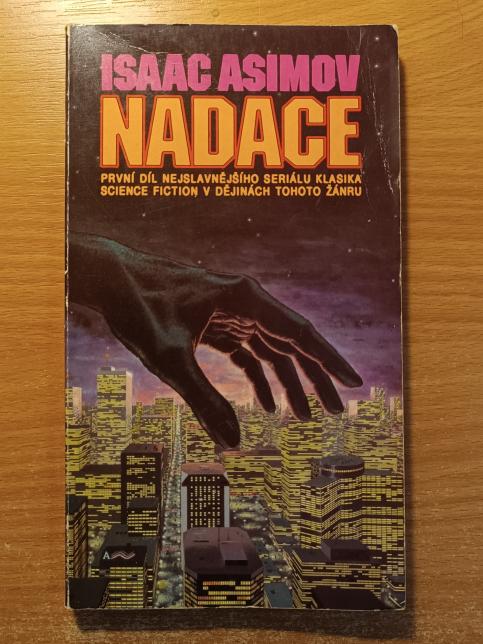 ISAAC ASIMOV
NADACE
PRVNÍ DÍL NEJSLAVNĚJŠÍHO SERIÁLU KLASIKA
SCIENCE FICTION V DĚJINÁCH TOHOTO ŽÁNRU
A